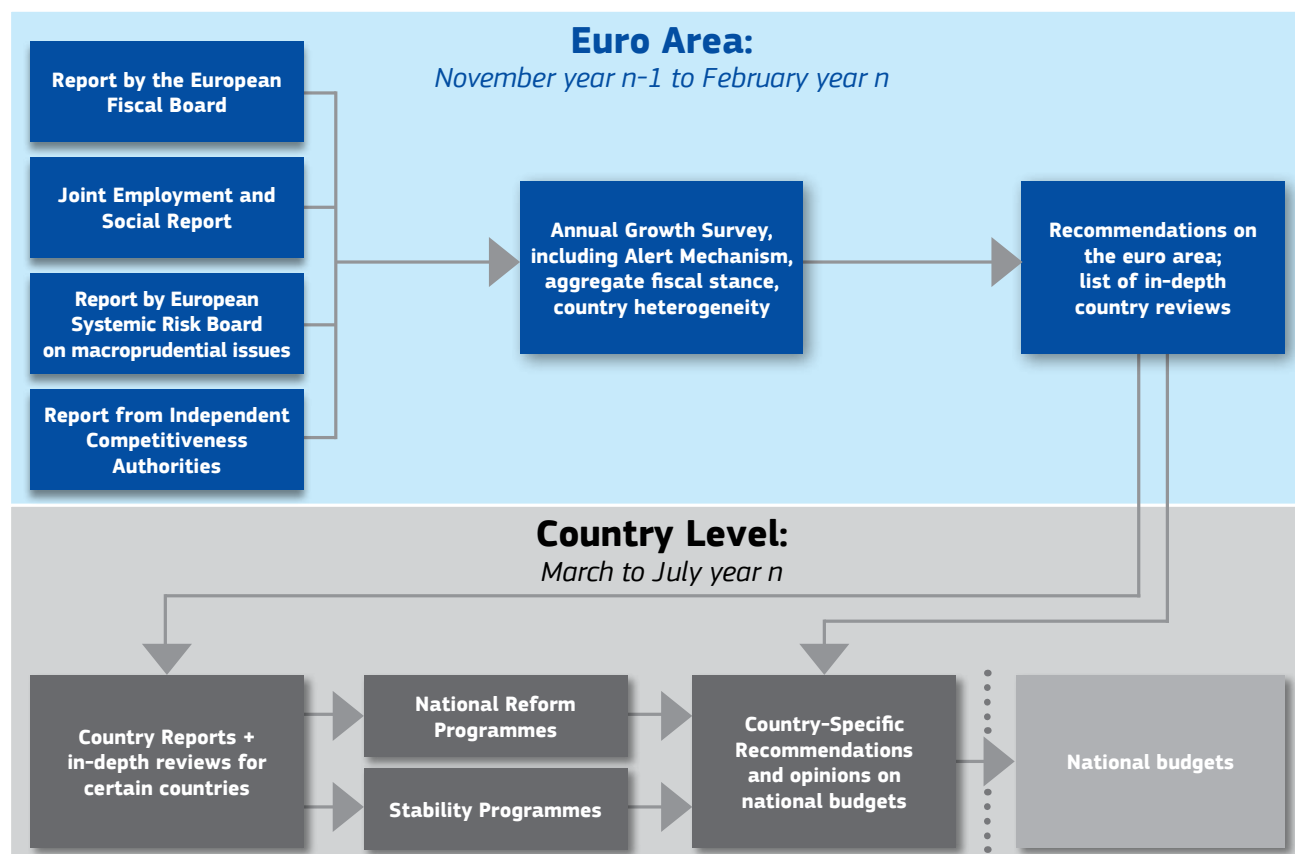 Euro Area:
November year n-1 to February year n
Report by the European
Fiscal Board
Joint Employment and
Social Report
Report by European
Systemic Risk Board
on macroprudential issues
Report from Independent
Competitiveness
Authorities
Annual Growth Survey,
including Alert Mechanism,
aggregate fiscal stance,
country heterogeneity
Recommendations on
the euro area;
list of in-depth
country reviews
Country Level:
March to July year n
Country Reports +
in-depth reviews for
certain countries
National Reform
Programmes
Stability Programmes
Country-Specific
Recommendations
and opinions on
national budgets
National budgets